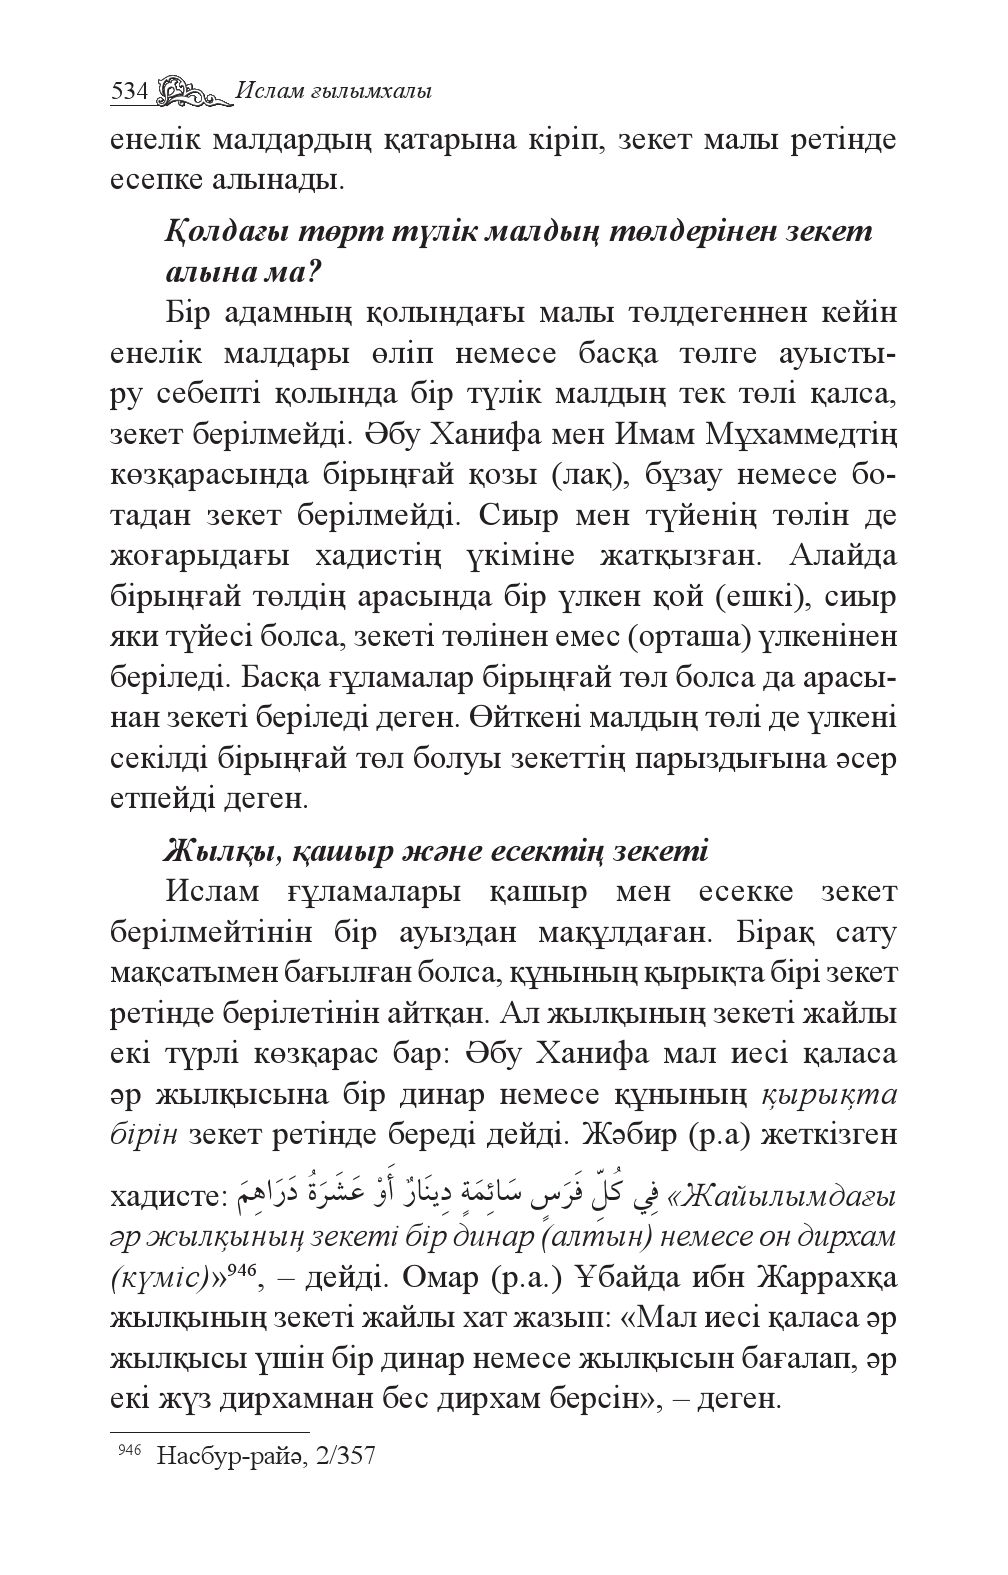 534 Ислам ғылымхалы
енелік малдардың қатарына кіріп, зекет малы ретінде
есепке алынады.
Қолдағы төрт түлік малдың төлдерінен зекет
алына ма?
Бір адамның қолындағы малы төлдегеннен кейін
енелік малдары өліп немесе басқа төлге ауысты-
ру себепті қолында бір түлік малдың тек төлі қалса,
зекет берілмейді. Әбу Ханифа мен Имам Мұхаммедтің
көзқарасында бірыңғай қозы (лақ), бұзау немесе бо-
тадан зекет берілмейді. Сиыр мен түйенің төлін де
жоғарыдағы хадистің үкіміне жатқызған. Алайда
бірыңғай төлдің арасында бір үлкен қой (ешкі), сиыр
яки түйесі болса, зекеті төлінен емес (орташа) үлкенінен
беріледі. Басқа ғұламалар бірыңғай төл болса да арасы-
нан зекеті беріледі деген. Өйткені малдың төлі де үлкені
секілді бірыңғай төл болуы зекеттің парыздығына әсер
етпейді деген.
Жылқы, қашыр және есектің зекеті
Ислам ғұламалары қашыр мен есекке зекет
берілмейтінін бір ауыздан мақұлдаған. Бірақ сату
мақсатымен бағылған болса, құнының қырықта бірі зекет
ретінде берілетінін айтқан. Ал жылқының зекеті жайлы
екі түрлі көзқарас бар: Әбу Ханифа мал иесі қаласа
әр жылқысына бір динар немесе құнының қырықта
бірін зекет ретінде береді дейді. Жәбир (р.а) жеткізген
хадисте: فِي كُلِّ فَرَسٍ سَائِمَةٍ دِينَارٌ أَوْ عَشَرَةُ دَرَاهِمَ «Жайылымдағы
әр жылқының зекеті бір динар (алтын) немесе он дирхам
(күміс)»⁹⁴⁶, – дейді. Омар (р.а.) Ұбайда ибн Жаррахқа
жылқының зекеті жайлы хат жазып: «Мал иесі қаласа әр
жылқысы үшін бір динар немесе жылқысын бағалап, әр
екі жүз дирхамнан бес дирхам берсін», – деген.
⁹⁴⁶ Насбур-райә, 2/357